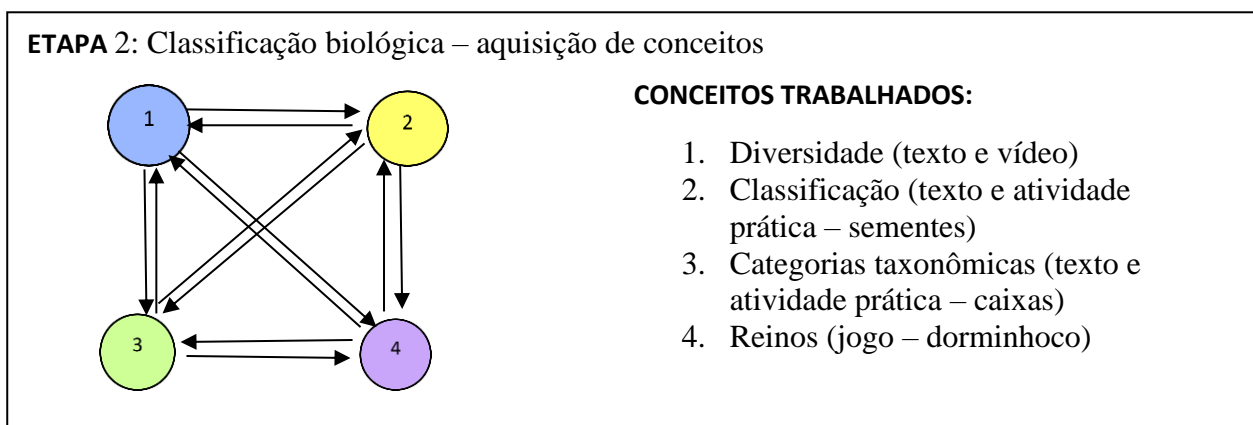 ETAPA 2: Classificação biológica – aquisição de conceitos
1
2
3
4
CONCEITOS TRABALHADOS:
1. Diversidade (texto e vídeo)
2. Classificação (texto e atividade
prática – sementes)
3. Categorias taxonômicas (texto e
atividade prática – caixas)
4. Reinos (jogo – dorminhoco)